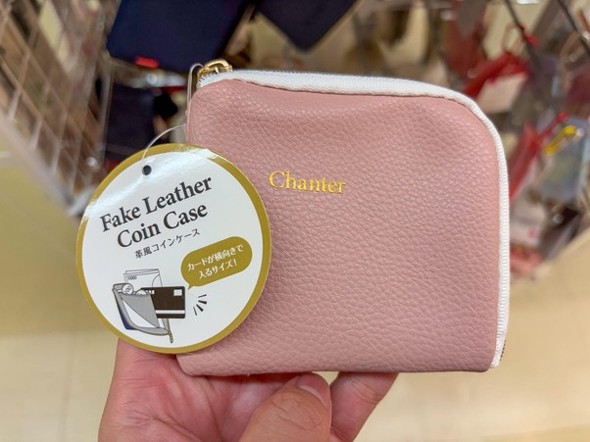 Chanter
Fake Leather
Coin Case
革風コインケース
カードが横向きで
入るサイズ！